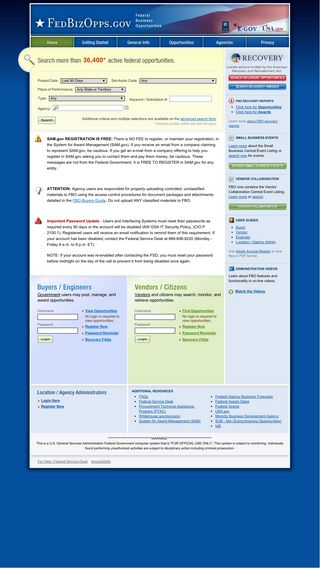 FedBizOpps.gov
Federal
Business
Opportunities
E-GOV
USA.gov
Home
Getting Started
General Info
Opportunities
Agencies
Privacy
Search more than 36,400* active federal opportunities.
Posted Date: Last 90 Days
Set-Aside Code: Any
Place of Performance: Any State or Territory
Type: Any
Keyword / Solicitation #:
Agency:
Search
Additional criteria and multiple selections are available on the advanced search form.
SAM.gov REGISTRATION IS FREE: There is NO FEE to register, or maintain your registration, in
the System for Award Management (SAM.gov). If you receive an email from a company claiming
to represent SAM.gov, be cautious. If you get an e-mail from a company offering to help you
register in SAM.gov asking you to contact them and pay them money, be cautious. These
messages are not from the Federal Government. It is FREE TO REGISTER in SAM.gov for any
entity.
ATTENTION: Agency users are responsible for properly uploading controlled, unclassified
materials to FBO using the access control procedures for document packages and attachments
detailed in the FBO Buyers Guide. Do not upload ANY classified materials to FBO.
Important Password Update - Users and Interfacing Systems must reset their passwords as
required every 90 days or the account will be disabled IAW GSA IT Security Policy, (CIO P
2100 1). Registered users will receive an email notification to remind them of this requirement. If
your account has been disabled, contact the Federal Service Desk at 866-606-8220 (Monday -
Friday 8 a.m. to 8 p.m. ET).
NOTE: If your account was re-enabled after contacting the FSD, you must reset your password
before midnight on the day of the call to prevent it from being disabled once again.
Buyers / Engineers
Government users may post, manage, and
award opportunities.
Username
Password
Login
View Opportunities
No login is required to
view opportunities.
Register Now
Password Reminder
Recovery FAQs
Vendors / Citizens
Vendors and citizens may search, monitor, and
retrieve opportunities.
Username
Password
Login
Find Opportunities
No login is required to
view opportunities.
Register Now
Password Reminder
Recovery FAQs
Location / Agency Administrators
Login Here
Register Now
ADDITIONAL RESOURCES
FAQs
Federal Service Desk
Procurement Technical Assistance
Program (PTAC)
Whitehouse.gov/recovery/
System for Award Management (SAM)
Federal Agency Business Forecasts
Federal Assets Sales
Federal Grants
USA.gov
Minority Business Development Agency
SUB - Net (Subcontracting Opportunities)
IAE
RECOVERY
Locate actions funded by the American
Recovery and Reinvestment Act:
SEARCH RECOVERY OPPORTUNITIES
SEARCH RECOVERY AWARDS
FBO RECOVERY REPORTS
Click here for Opportunities
Click here for Awards
Learn more about FBO recovery
reports.
SMALL BUSINESS EVENTS
Learn more about the Small
Business Central Event Listing or
search now for events.
VIEW SMALL BUSINESS EVENTS
VENDOR COLLABORATION
FBO now contains the Vendor
Collaboration Central Event Listing.
Learn more or search.
VENDOR COLLABORATION
USER GUIDES
Buyer
Vendor
Engineer
Location / Agency Admin
Use Adobe Acrobat Reader to view
files in PDF format.
DEMONSTRATION VIDEOS
Learn about FBO features and
functionality in on-line videos.
Watch the Videos
WARNING
This is a U.S. General Services Administration Federal Government computer system that is "FOR OFFICIAL USE ONLY." This system is subject to monitoring. Individuals
found performing unauthorized activities are subject to disciplinary action including criminal prosecution.
For Help: Federal Service Desk
Accessibility